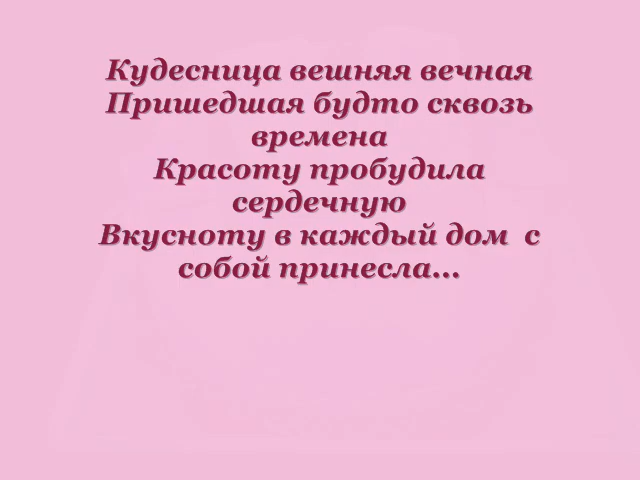 Кудесница вешняя вечная
Пришедшая будто сквозь
времена
Красоту пробудила
сердечную
Вкусноту в каждый дом  с
собой принесла...